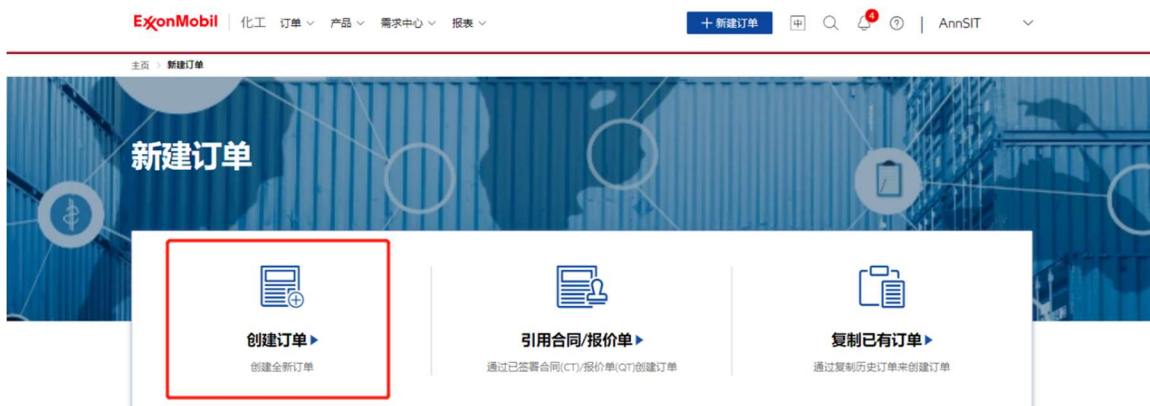 ExxonMobil 化工 订单 产品 需求中心 报表 + 新建订单 中 4 ? AnnSIT
主页 > 新建订单
新建订单
创建订单 引用合同/报价单 复制已有订单
创建全新订单 通过已签署合同(CT)/报价单(QT)创建订单 通过复制历史订单来创建订单